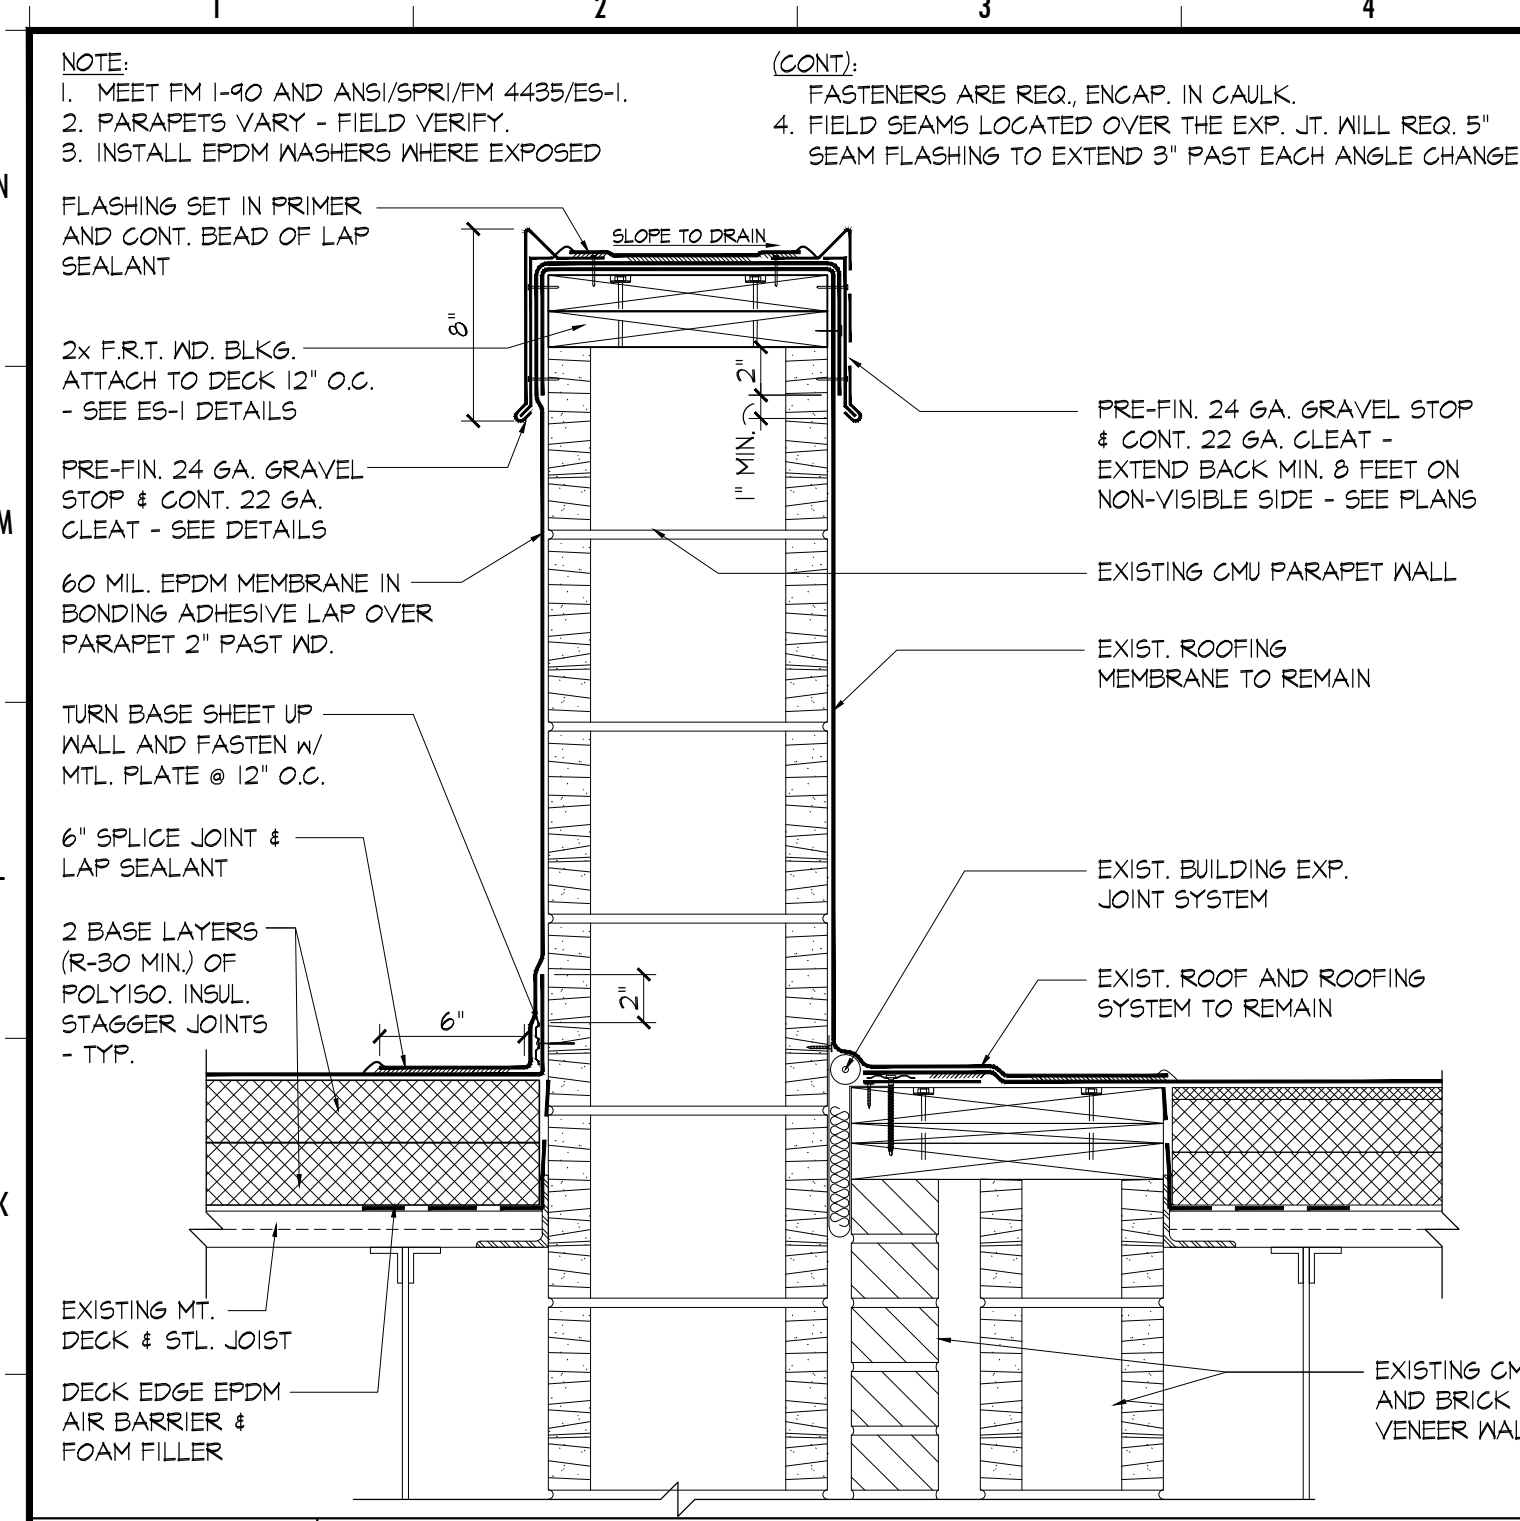 1 2 3 4
NOTE:
1. MEET FM 1-90 AND ANSI/SPRI/FM 4435/ES-1.
2. PARAPETS VARY - FIELD VERIFY.
3. INSTALL EPDM WASHERS WHERE EXPOSED
(CONT):
FASTENERS ARE REQ., ENCAP. IN CAULK.
4. FIELD SEAMS LOCATED OVER THE EXP. JT. WILL REQ. 5"
SEAM FLASHING TO EXTEND 3" PAST EACH ANGLE CHANGE
N
FLASHING SET IN PRIMER
AND CONT. BEAD OF LAP
SEALANT
SLOPE TO DRAIN
8"
2x F.R.T. WD. BLKG.
ATTACH TO DECK 12" O.C.
- SEE ES-1 DETAILS
2"
1" MIN.
PRE-FIN. 24 GA. GRAVEL STOP
& CONT. 22 GA. CLEAT -
EXTEND BACK MIN. 8 FEET ON
NON-VISIBLE SIDE - SEE PLANS
PRE-FIN. 24 GA. GRAVEL
STOP & CONT. 22 GA.
CLEAT - SEE DETAILS
M
60 MIL. EPDM MEMBRANE IN
BONDING ADHESIVE LAP OVER
PARAPET 2" PAST WD.
EXISTING CMU PARAPET WALL
EXIST. ROOFING
MEMBRANE TO REMAIN
TURN BASE SHEET UP
WALL AND FASTEN w/
MTL. PLATE @ 12" O.C.
6" SPLICE JOINT &
LAP SEALANT
EXIST. BUILDING EXP.
JOINT SYSTEM
2 BASE LAYERS
(R-30 MIN.) OF
POLYISO. INSUL.
STAGGER JOINTS
- TYP.
6"
2"
EXIST. ROOF AND ROOFING
SYSTEM TO REMAIN
K
EXISTING MT.
DECK & STL. JOIST
DECK EDGE EPDM
AIR BARRIER &
FOAM FILLER
EXISTING
AND BRICK
VENEER